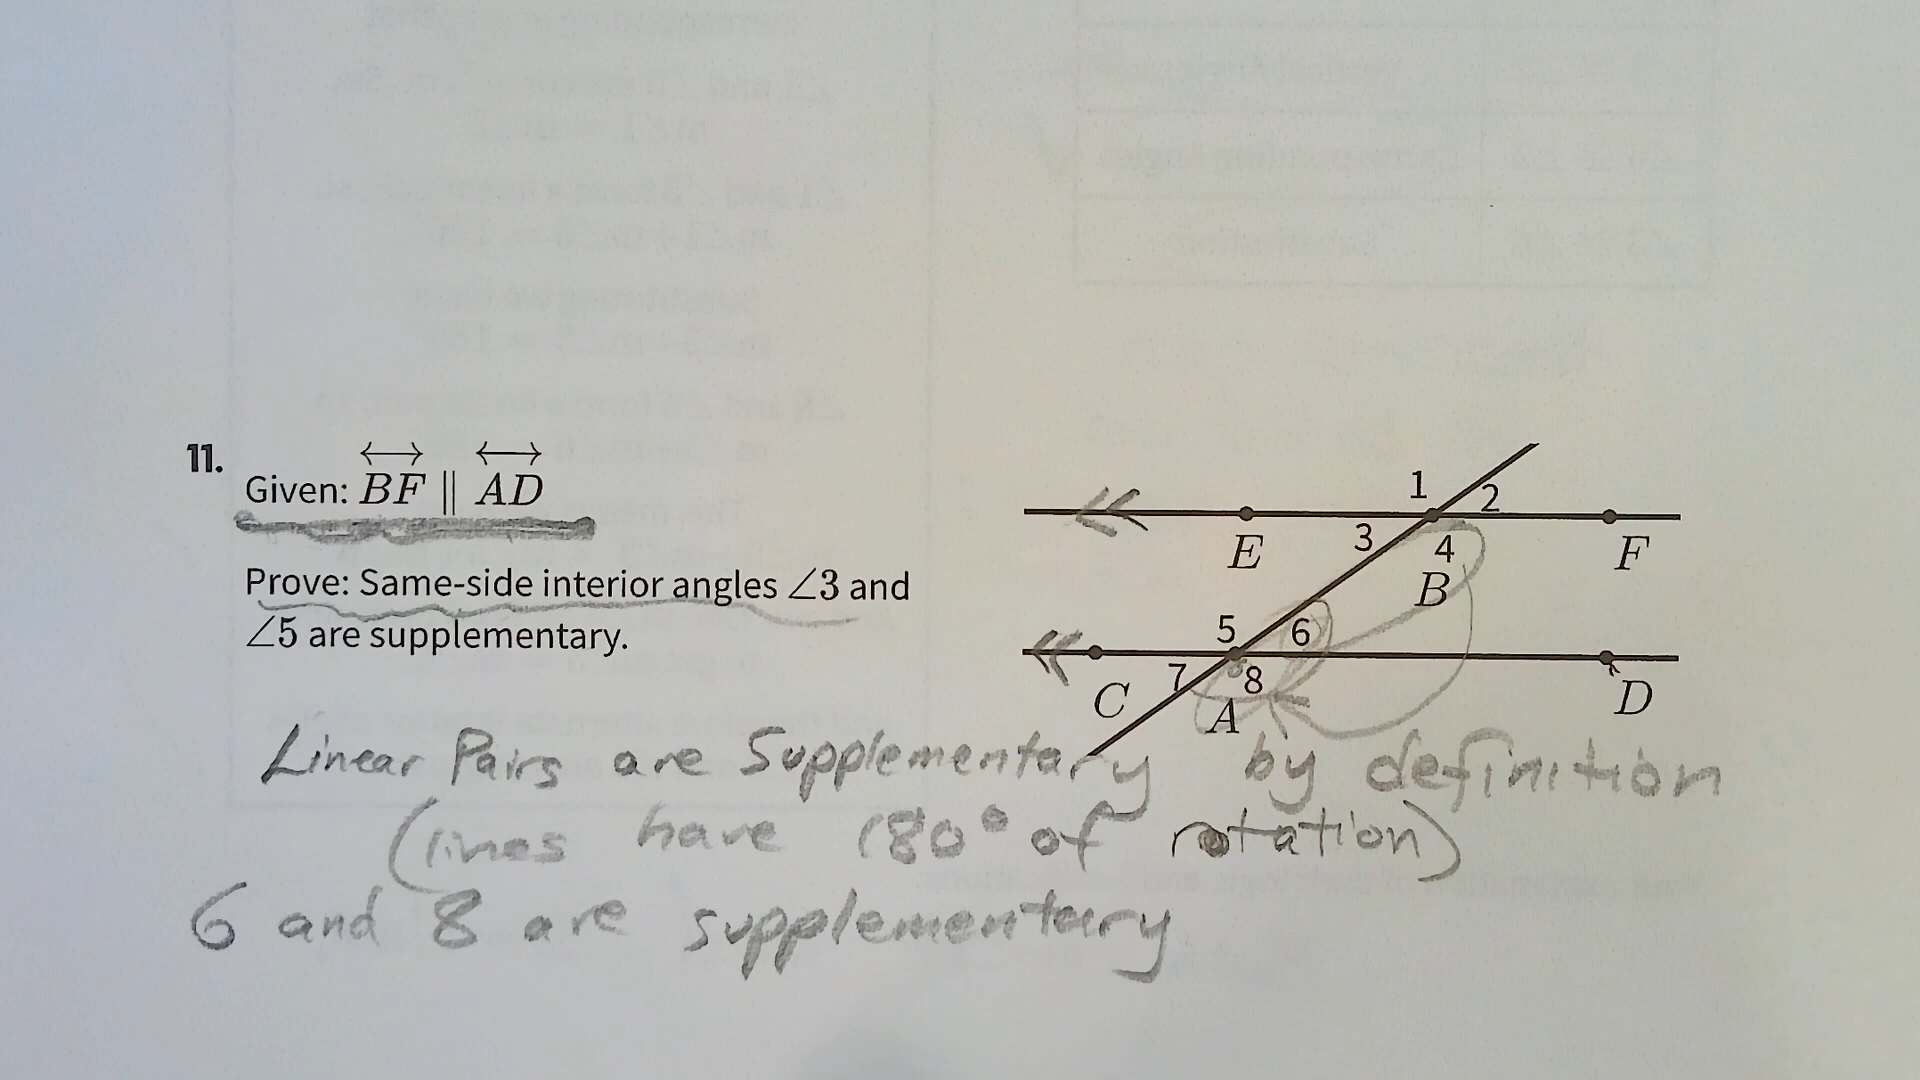 11.
Given: BF ∥ AD
Prove: Same-side interior angles ∠3 and
∠5 are supplementary.
1 2
3 4
E B F
5 6
7 8
C A D
Linear Pairs are Supplementary by definition
(lines have 180° of rotation)
6 and 8 are supplementary